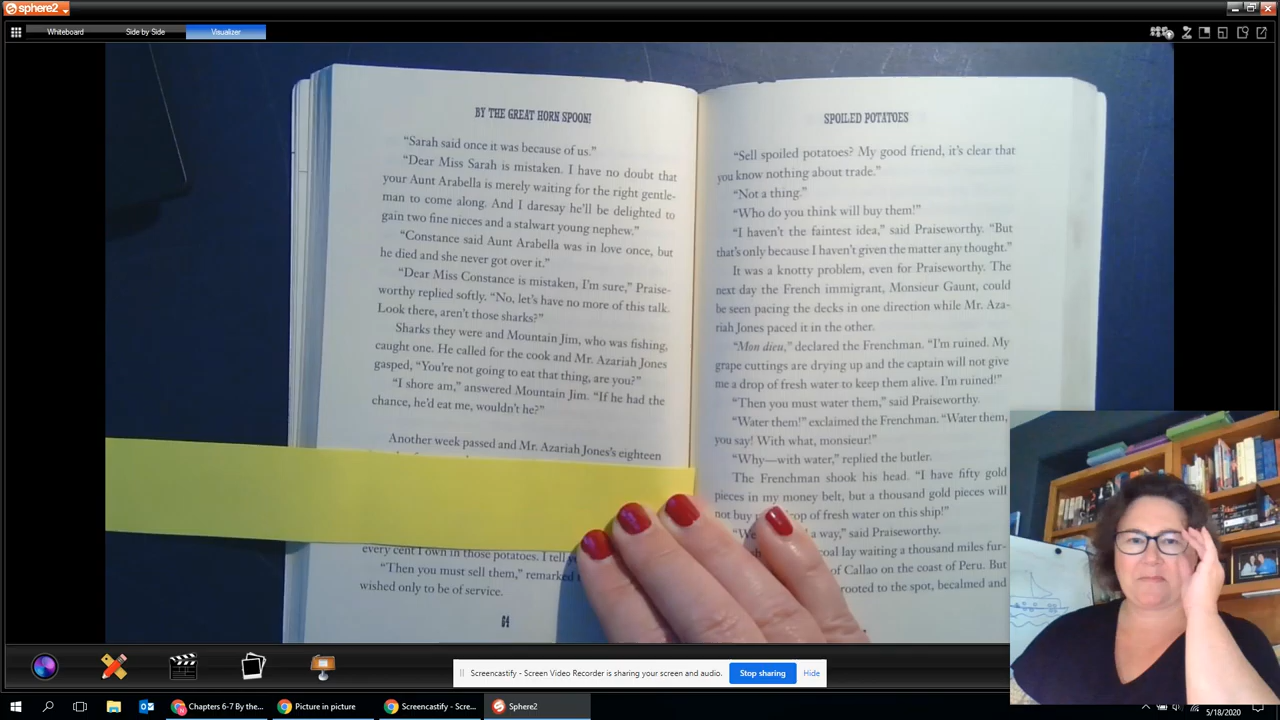 sphere2
Whiteboard
Side by Side
Visualizer
BY THE GREAT HORN SPOON!
“Sarah said once it was because of us.”
“Dear Miss Sarah is mistaken. I have no doubt that
your Aunt Arabella is merely waiting for the right gentle-
man to come along. And I daresay he’ll be delighted to
gain two fine nieces and a stalwart young nephew.”
“Constance said Aunt Arabella was in love once, but
he died and she never got over it.”
“Dear Miss Constance is mistaken, I’m sure,” Praise-
worthy replied softly. “No, let’s have no more of this talk.
Look there, aren’t those sharks?”
Sharks they were and Mountain Jim, who was fishing,
caught one. He called for the cook and Mr. Azariah Jones
gasped, “You’re not going to eat that thing, are you?”
“I shore am,” answered Mountain Jim. “If he had the
chance, he’d eat me, wouldn’t he?”
Another week passed and Mr. Azariah Jones’s eighteen
every cent I own in those potatoes. I tell
“Then you must sell them,” remarked
wished only to be of service.
64
SPOILED POTATOES
“Sell spoiled potatoes? My good friend, it’s clear that
you know nothing about trade.”
“Not a thing.”
“Who do you think will buy them!”
“I haven’t the faintest idea,” said Praiseworthy. “But
that’s only because I haven’t given the matter any thought.”
It was a knotty problem, even for Praiseworthy. The
next day the French immigrant, Monsieur Gaunt, could
be seen pacing the decks in one direction while Mr. Aza-
riah Jones paced it in the other.
“Mon dieu,” declared the Frenchman. “I’m ruined. My
grape cuttings are drying up and the captain will not give
me a drop of fresh water to keep them alive. I’m ruined!”
“Then you must water them,” said Praiseworthy.
“Water them!” exclaimed the Frenchman. “Water them,
you say! With what, monsieur!”
“Why—with water,” replied the butler.
The Frenchman shook his head. “I have fifty gold
pieces in my money belt, but a thousand gold pieces will
not buy drop of fresh water on this ship!”
a way,” said Praiseworthy.
coal lay waiting a thousand miles fur-
of Callao on the coast of Peru. But
rooted to the spot, becalmed and
Screencastify - Screen Video Recorder is sharing your screen and audio.
Stop sharing
Hide
Chapters 6-7 By the...
Picture in picture
Screencastify - Scre...
Sphere2
5/18/2020